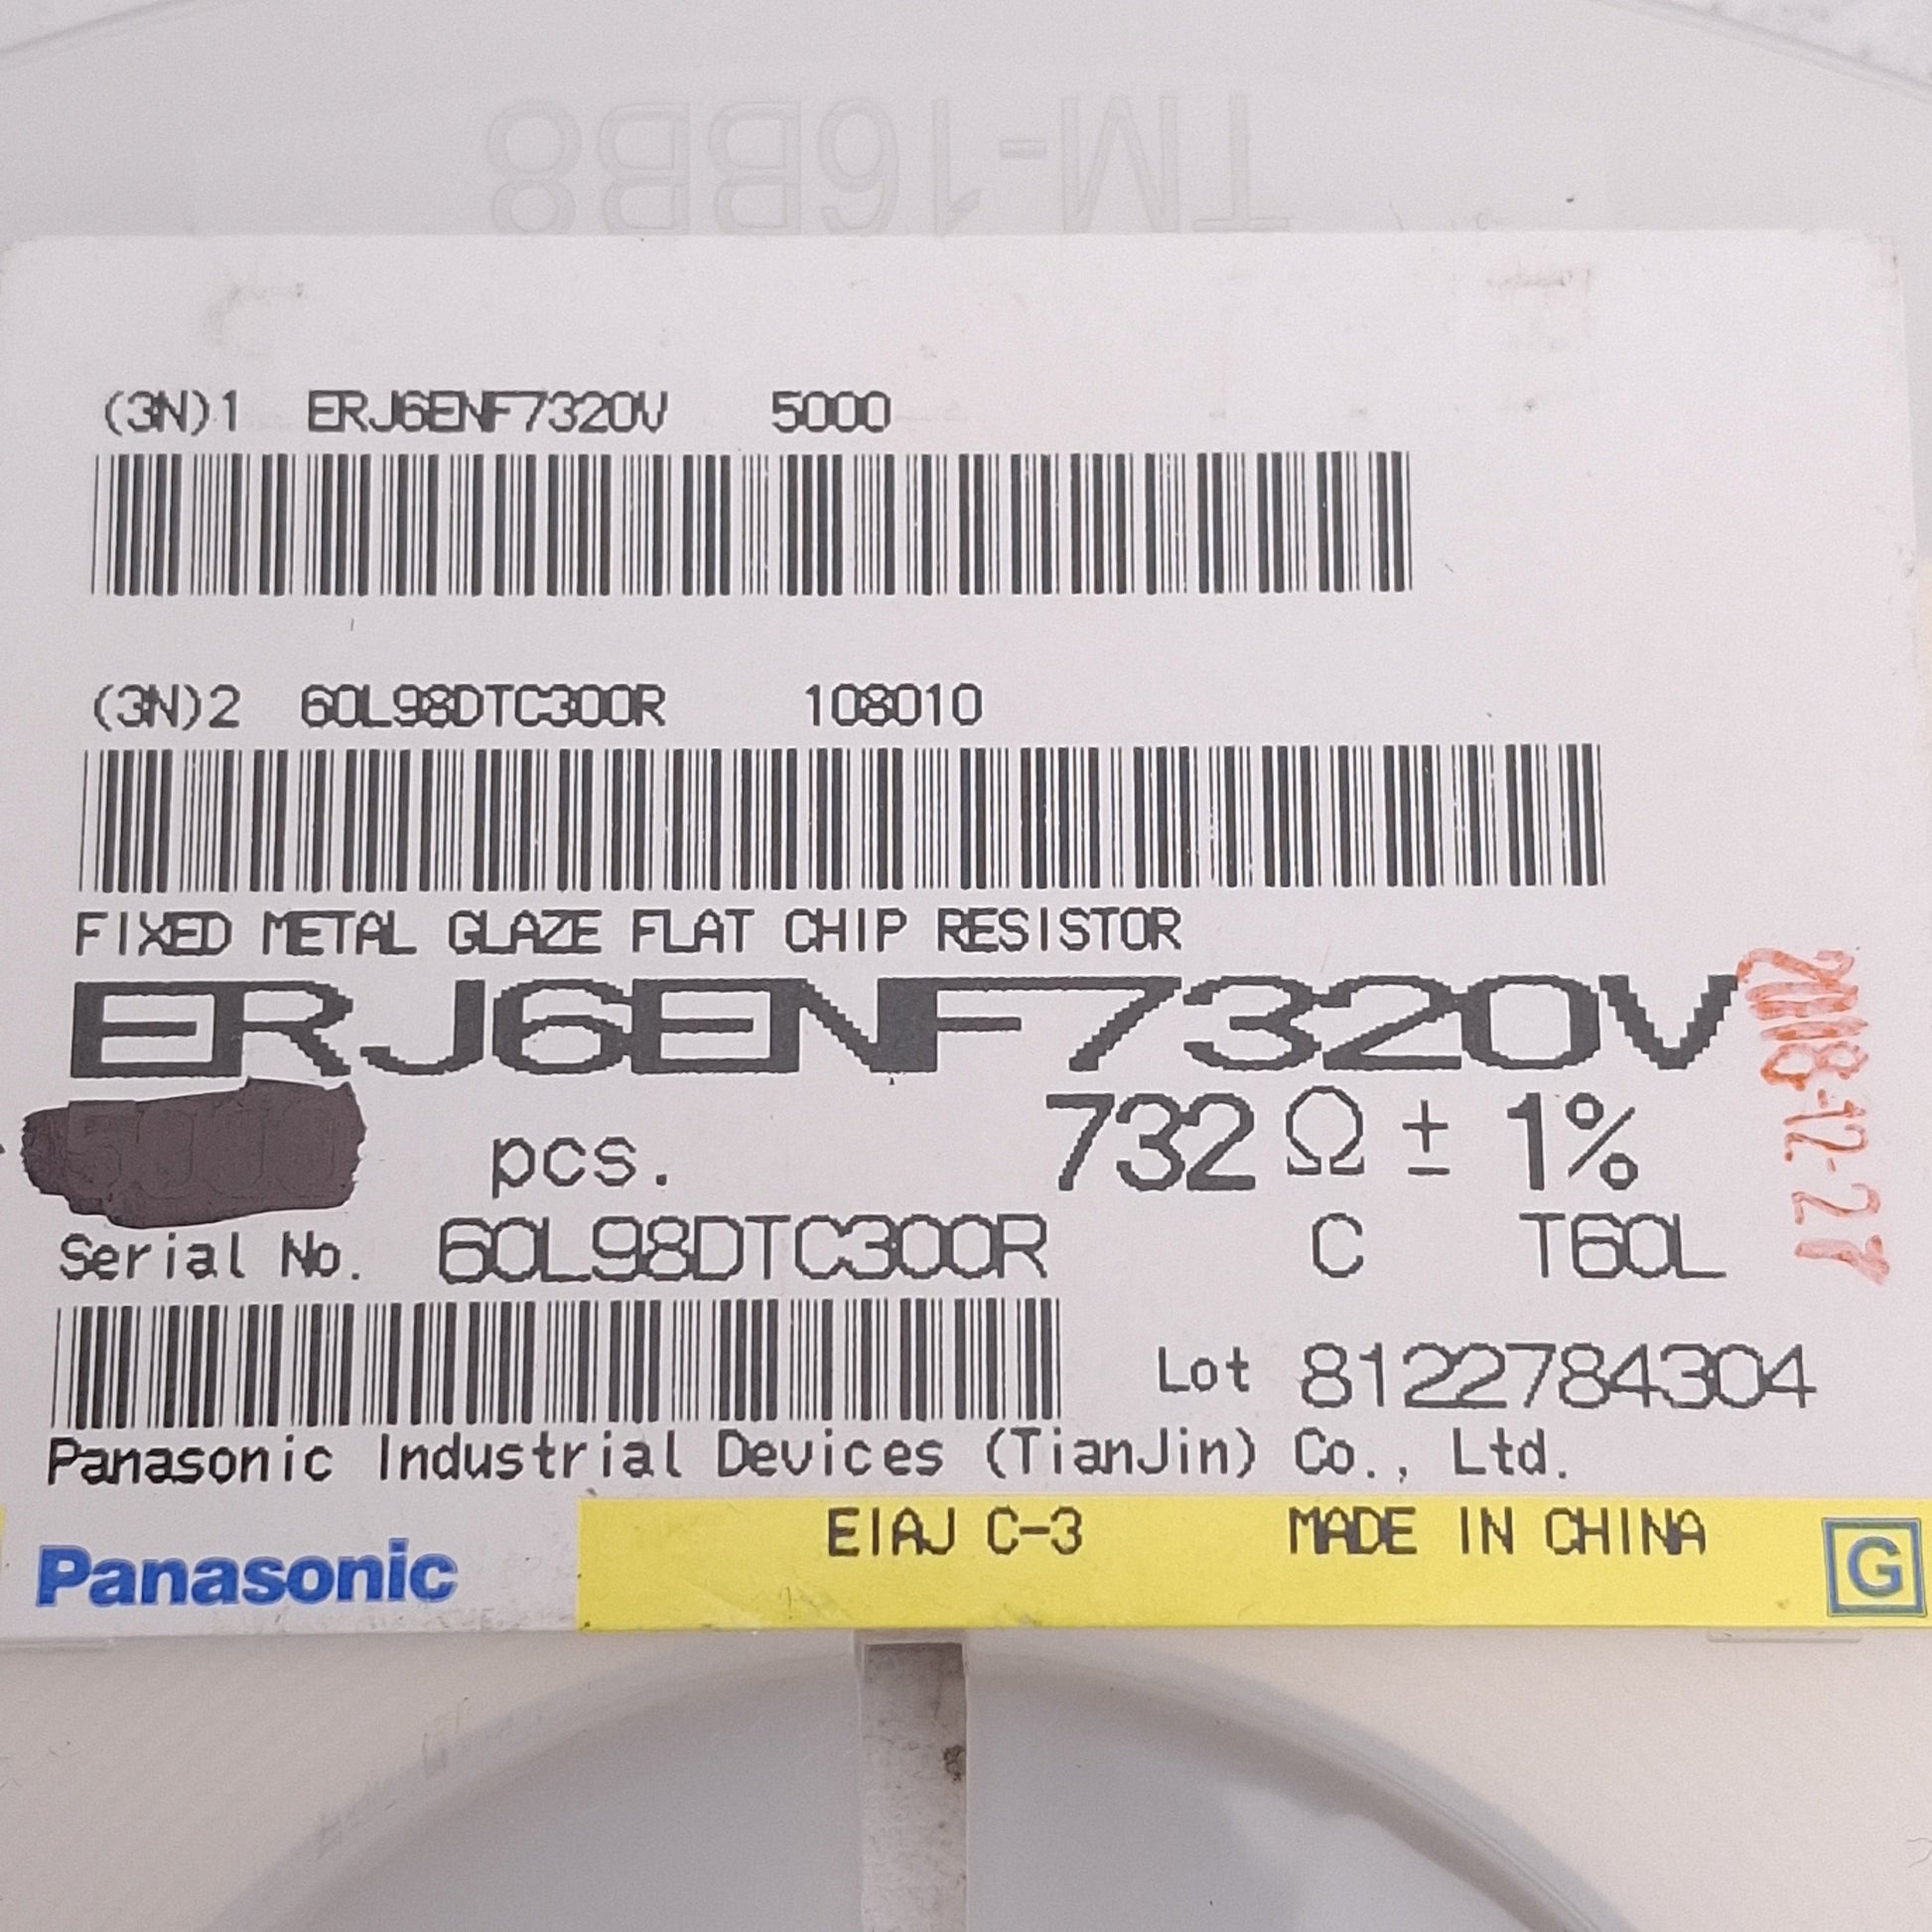 TM-16BB8
(3N)1 ERJ6ENF7320V 5000
(3N)2 60L98DTC300R 108010
FIXED METAL GLAZE FLAT CHIP RESISTOR
ERJ6ENF7320V
5000 pcs. 732 Ω ± 1%
Serial No. 60L98DTC300R C T60L
2018-12-27
Lot 8122784304
Panasonic Industrial Devices (TianJin) Co., Ltd.
Panasonic EIAJ C-3 MADE IN CHINA G